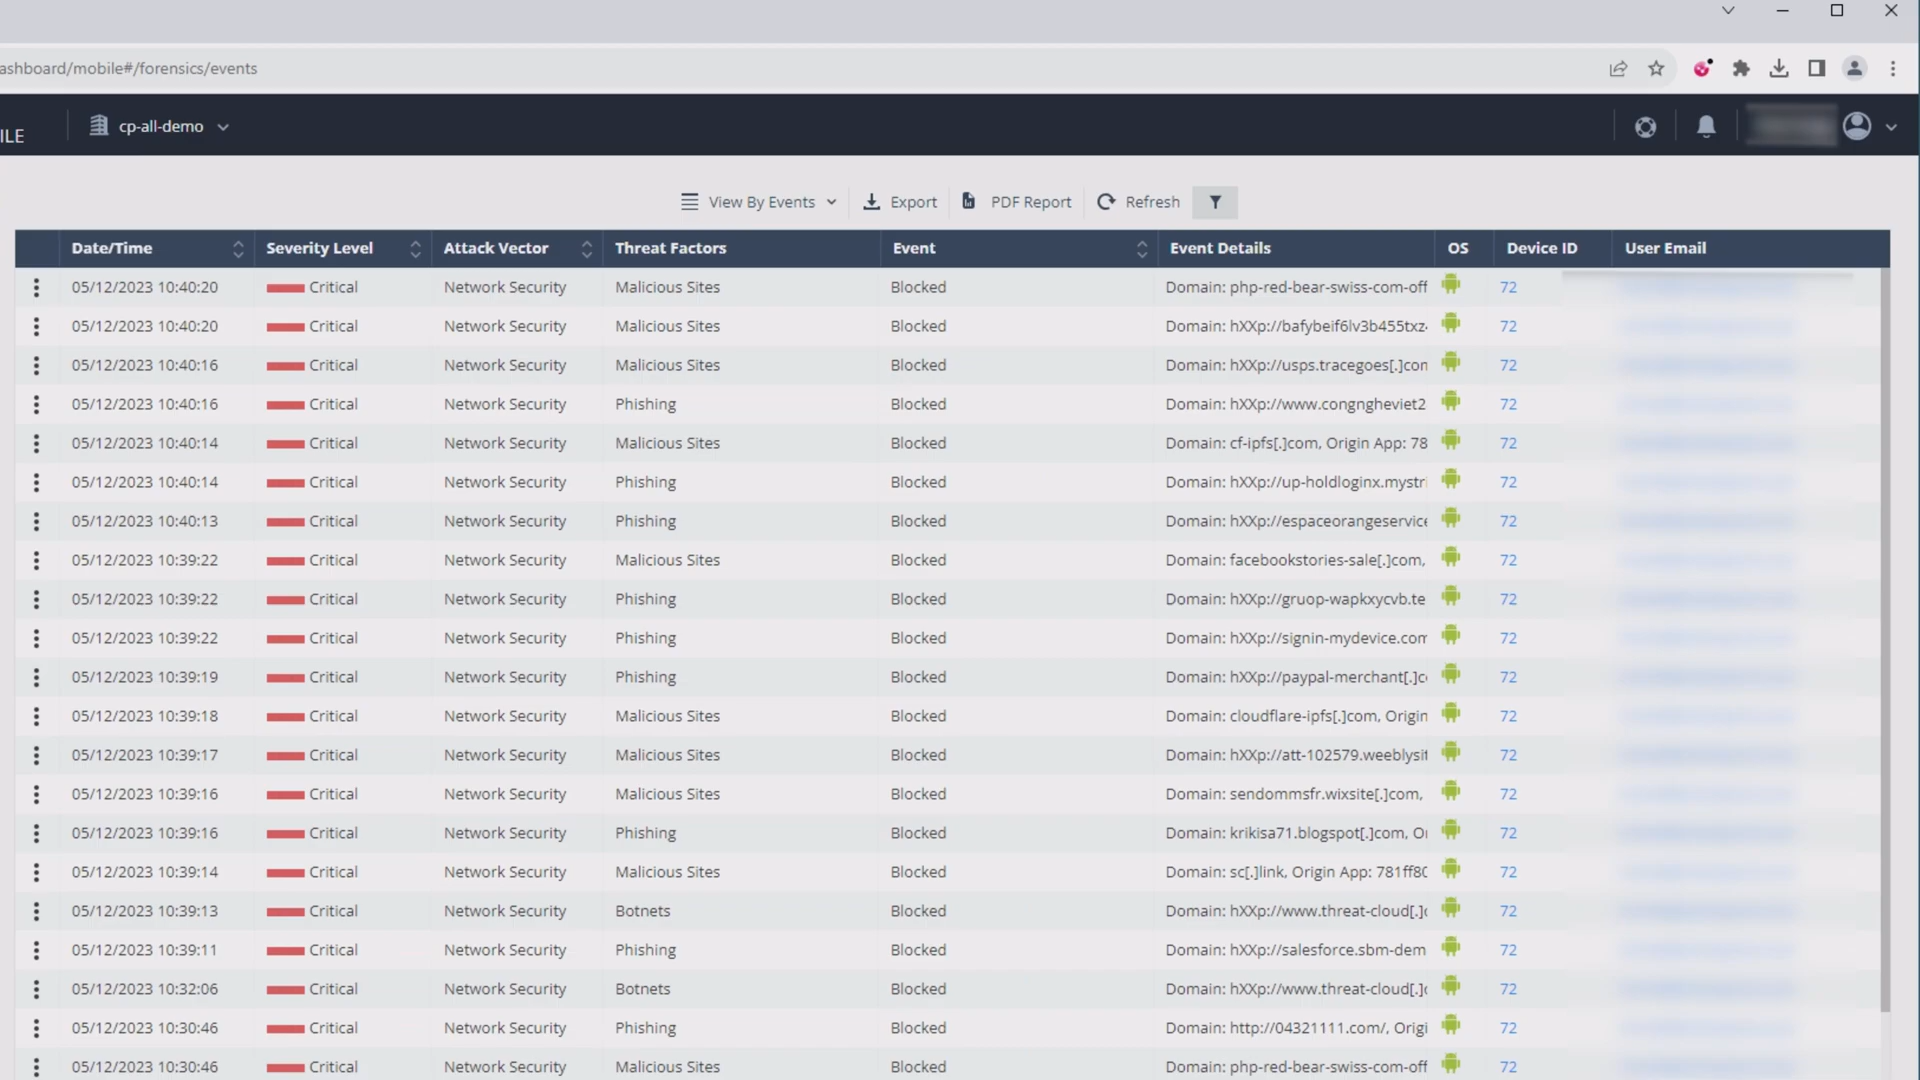 ashboard/mobile#/forensics/events
ILE cp-all-demo
View By Events Export PDF Report Refresh
Date/Time Severity Level Attack Vector Threat Factors Event Event Details OS Device ID User Email
05/12/2023 10:40:20 Critical Network Security Malicious Sites Blocked Domain: php-red-bear-swiss-com-off 72
05/12/2023 10:40:20 Critical Network Security Malicious Sites Blocked Domain: hXXp://bafybeif6lv3b455txz 72
05/12/2023 10:40:16 Critical Network Security Malicious Sites Blocked Domain: hXXp://usps.tracegoes[.]con 72
05/12/2023 10:40:16 Critical Network Security Phishing Blocked Domain: hXXp://www.congngheviet2 72
05/12/2023 10:40:14 Critical Network Security Malicious Sites Blocked Domain: cf-ipfs[.]com, Origin App: 78 72
05/12/2023 10:40:14 Critical Network Security Phishing Blocked Domain: hXXp://up-holdloginx.mystri 72
05/12/2023 10:40:13 Critical Network Security Phishing Blocked Domain: hXXp://espaceorangeservice 72
05/12/2023 10:39:22 Critical Network Security Malicious Sites Blocked Domain: facebookstories-sale[.]com, 72
05/12/2023 10:39:22 Critical Network Security Phishing Blocked Domain: hXXp://gruop-wapkxycvb.te 72
05/12/2023 10:39:22 Critical Network Security Phishing Blocked Domain: hXXp://signin-mydevice.com 72
05/12/2023 10:39:19 Critical Network Security Phishing Blocked Domain: hXXp://paypal-merchant[.]c 72
05/12/2023 10:39:18 Critical Network Security Malicious Sites Blocked Domain: cloudflare-ipfs[.]com, Origin 72
05/12/2023 10:39:17 Critical Network Security Malicious Sites Blocked Domain: hXXp://att-102579.weeblysit 72
05/12/2023 10:39:16 Critical Network Security Malicious Sites Blocked Domain: sendommsfr.wixsite[.]com, 72
05/12/2023 10:39:16 Critical Network Security Phishing Blocked Domain: krikisa71.blogspot[.]com, O 72
05/12/2023 10:39:14 Critical Network Security Malicious Sites Blocked Domain: sc[.]link, Origin App: 781ff80 72
05/12/2023 10:39:13 Critical Network Security Botnets Blocked Domain: hXXp://www.threat-cloud[.]c 72
05/12/2023 10:39:11 Critical Network Security Phishing Blocked Domain: hXXp://salesforce.sbm-dem 72
05/12/2023 10:32:06 Critical Network Security Botnets Blocked Domain: hXXp://www.threat-cloud[.]c 72
05/12/2023 10:30:46 Critical Network Security Phishing Blocked Domain: http://04321111.com/, Origi 72
05/12/2023 10:30:46 Critical Network Security Malicious Sites Blocked Domain: php-red-bear-swiss-com-off 72